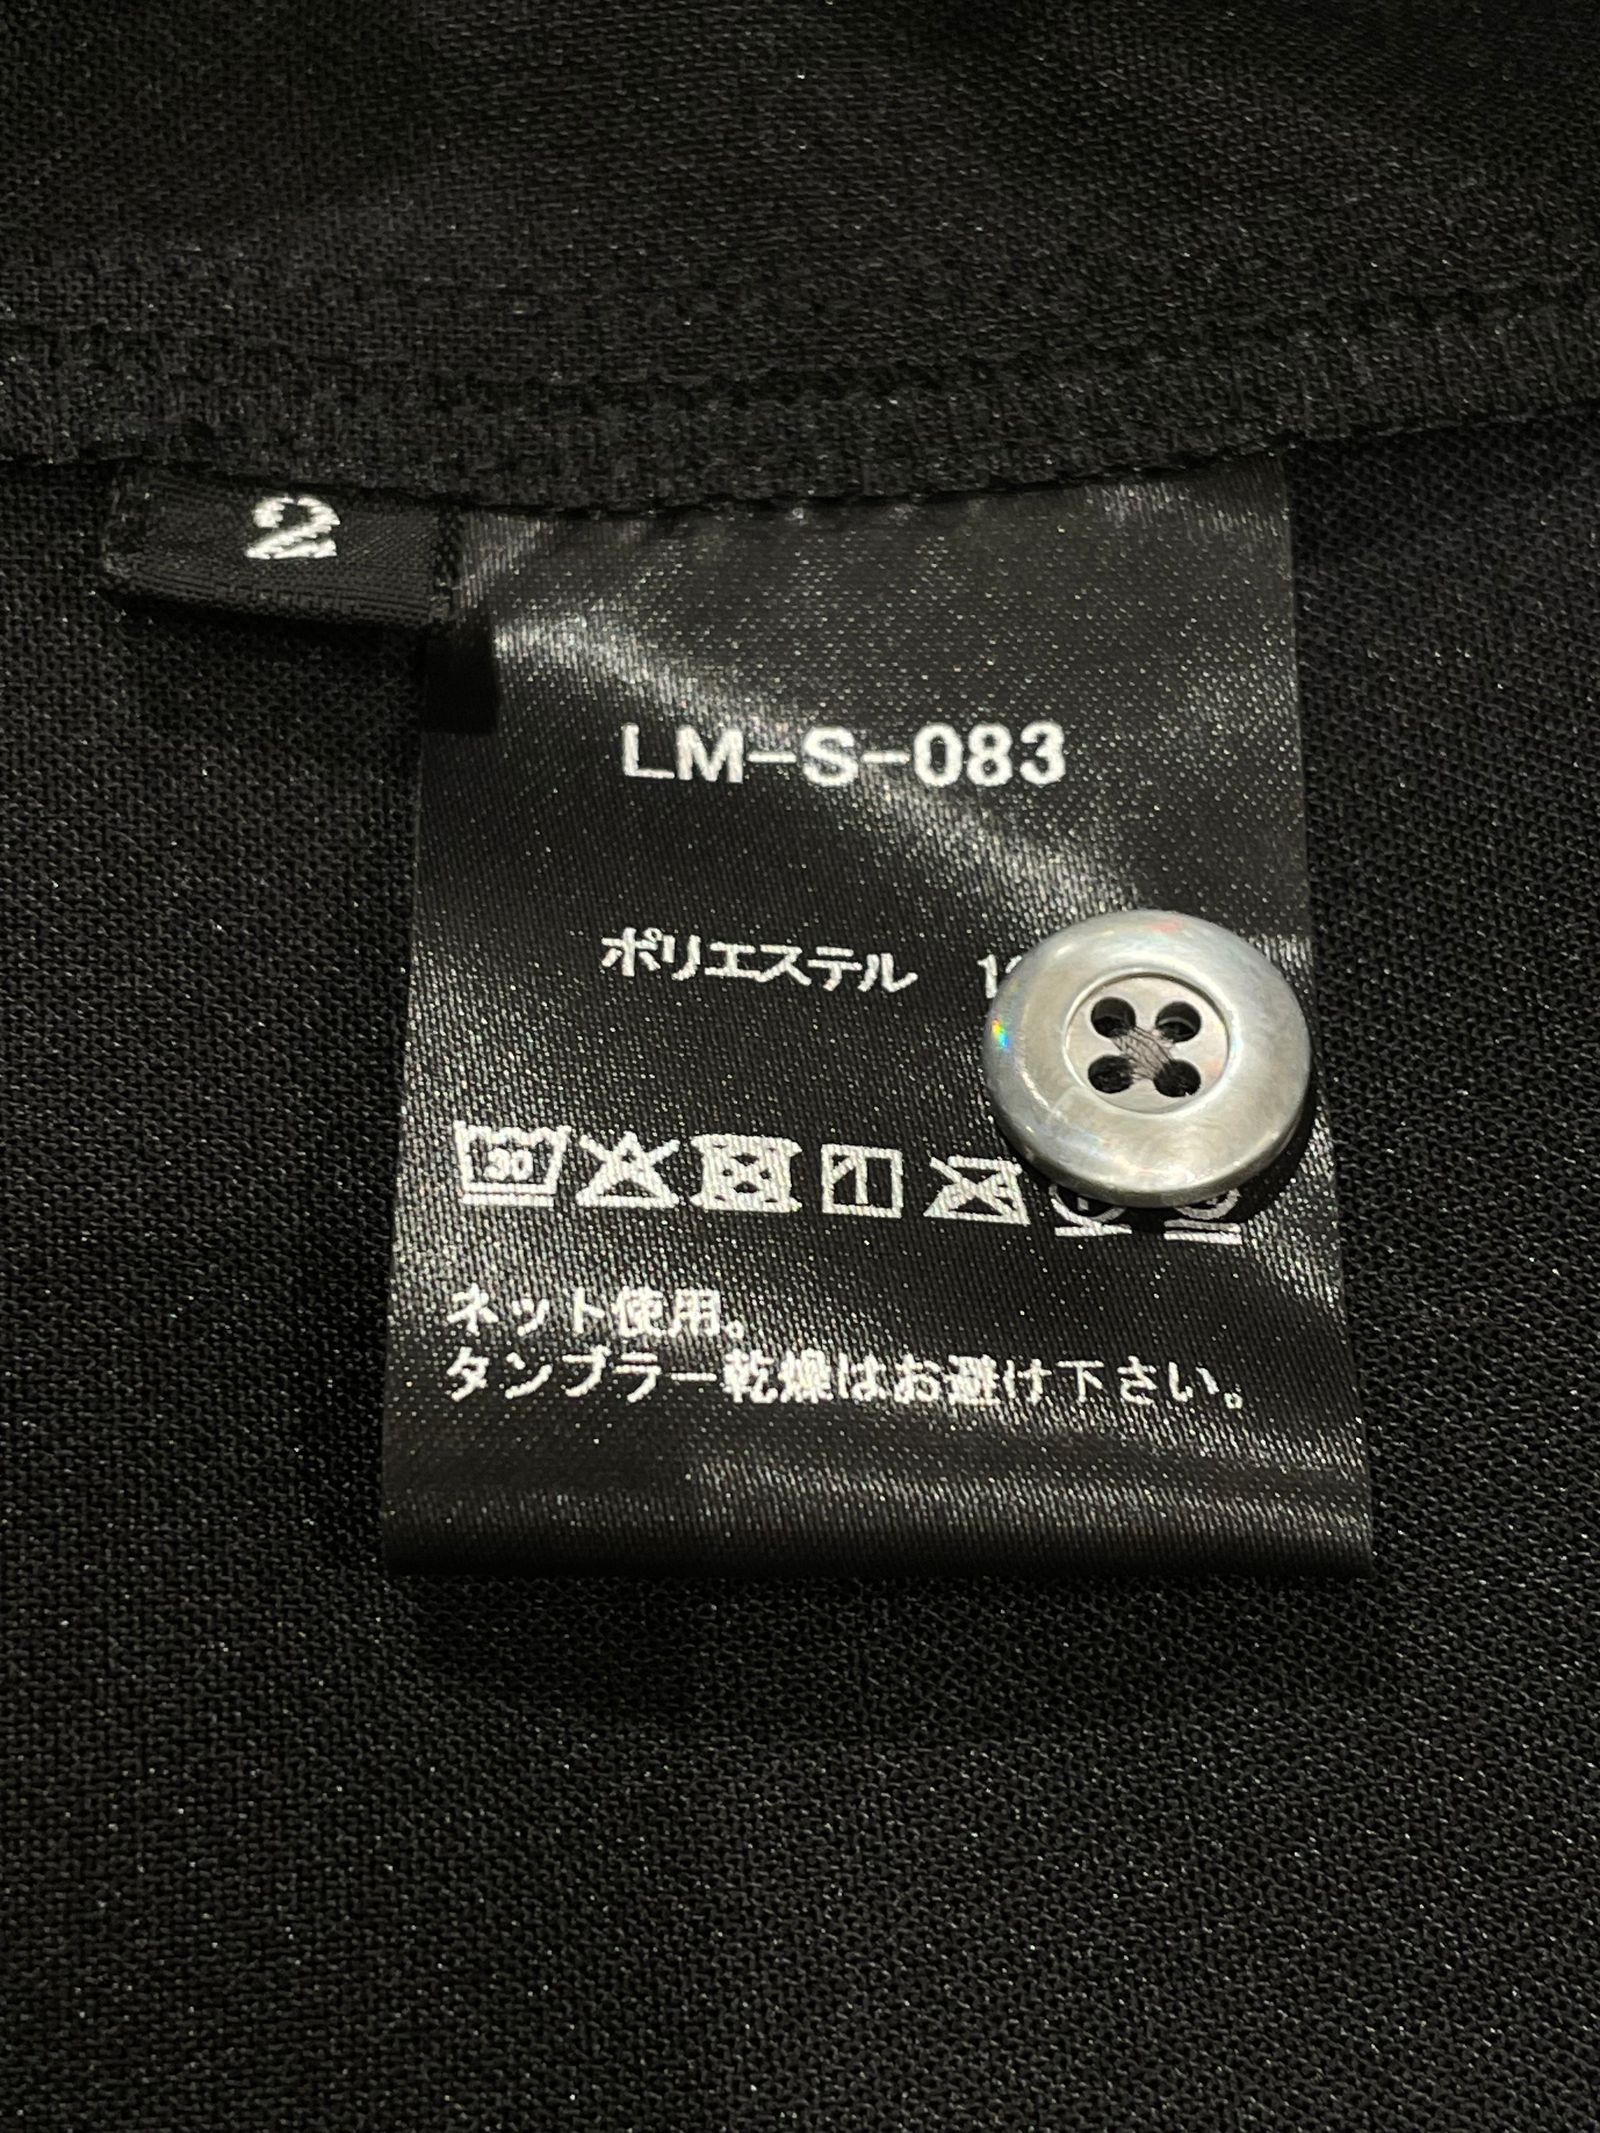 2
LM-S-083
ポリエステル
30
ネット使用。
タンブラー乾燥はお避け下さい。